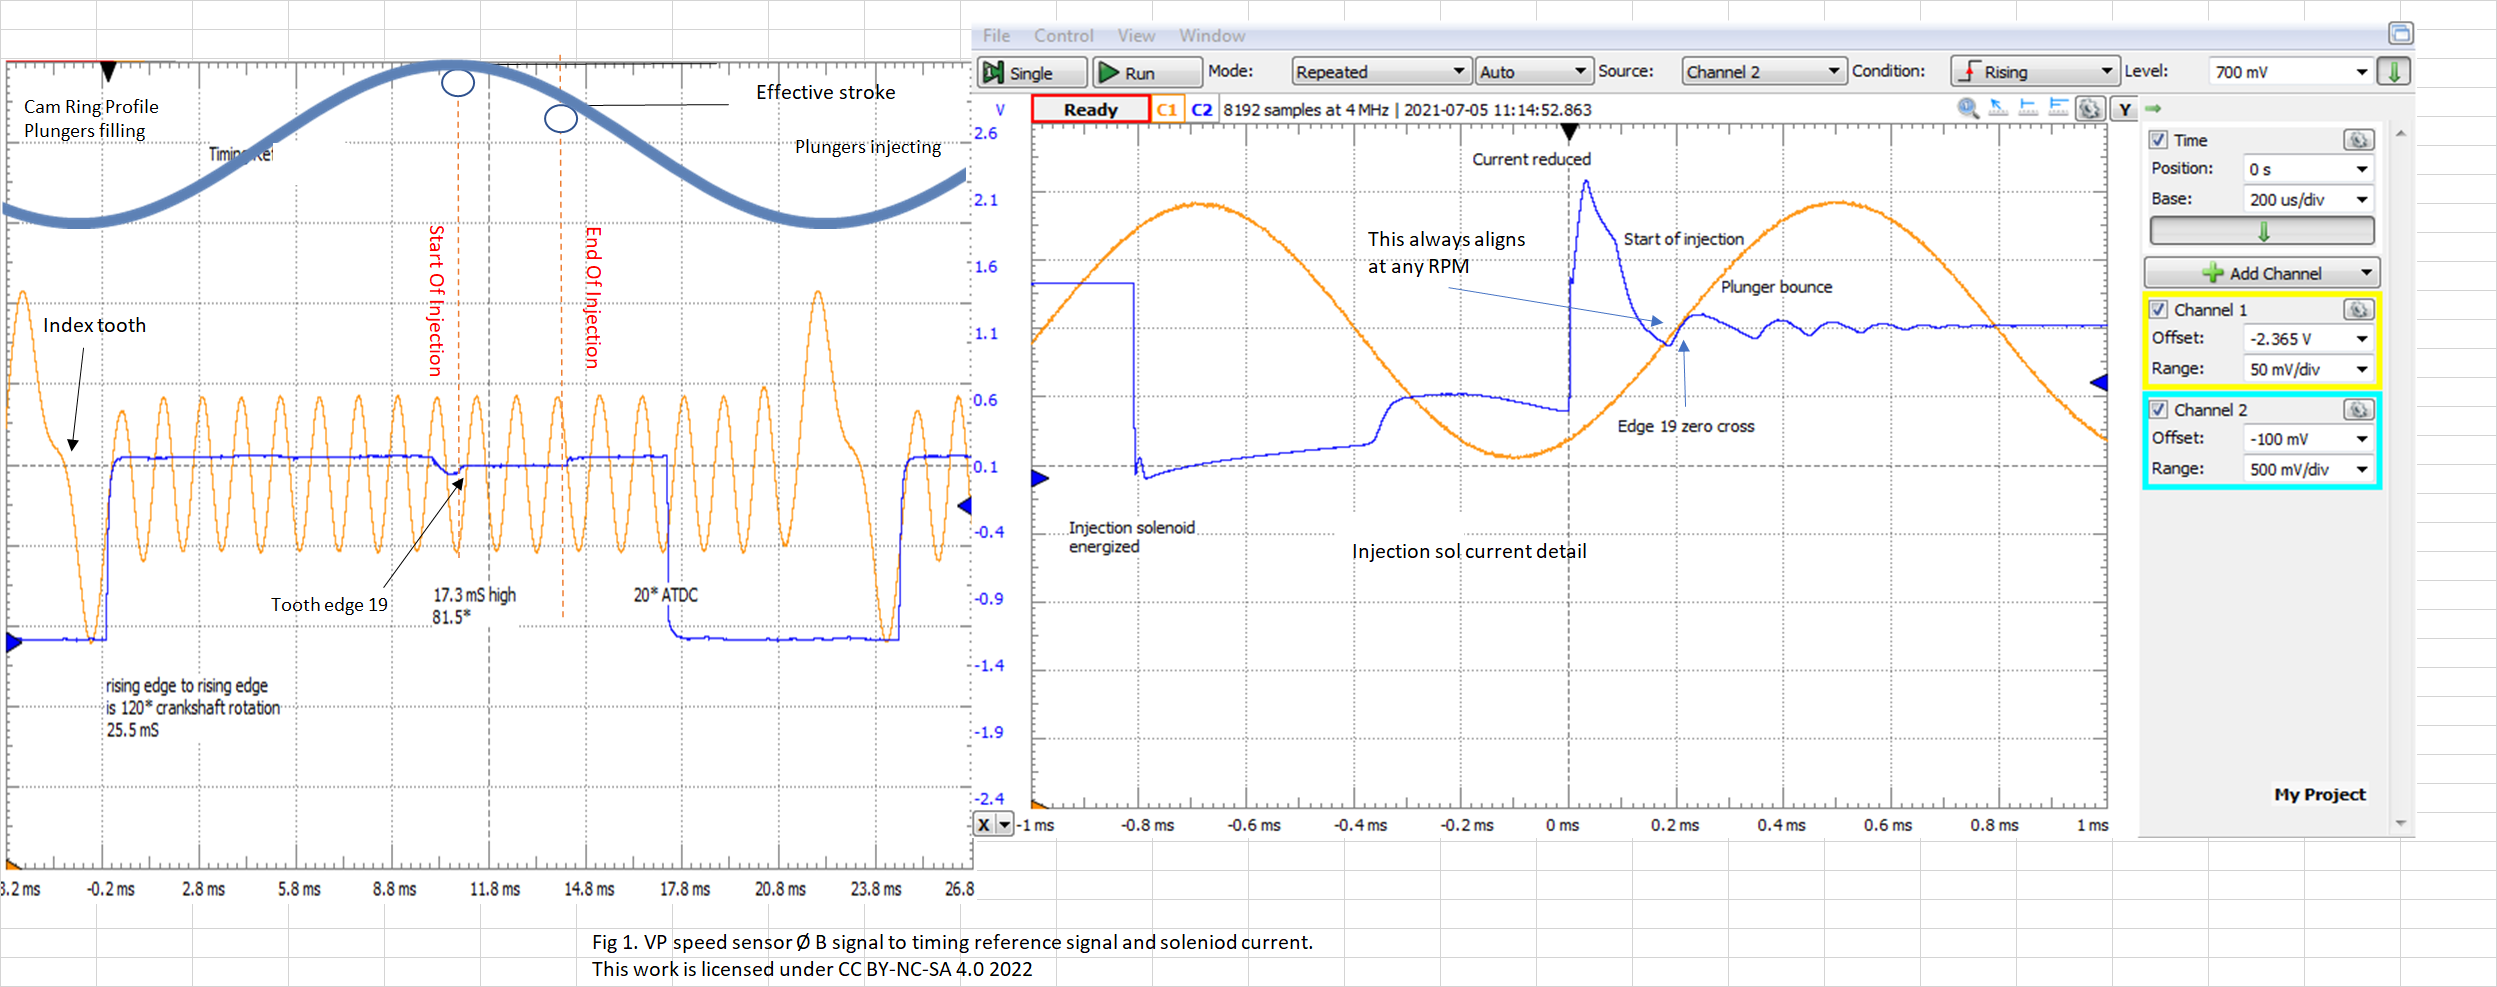 File Control View Window
Single Run Mode: Repeated Auto Source: Channel 2 Condition: Rising Level: 700 mV
Ready C1 C2 8192 samples at 4 MHz | 2021-07-05 11:14:52.863 Y
Cam Ring Profile
Plungers filling
Timing Ref
Effective stroke
Plungers injecting
Start Of Injection
End Of Injection
Index tooth
Tooth edge 19
17.3 mS high
81.5*
20* ATDC
rising edge to rising edge
is 120* crankshaft rotation
25.5 mS
3.2 ms -0.2 ms 2.8 ms 5.8 ms 8.8 ms 11.8 ms 14.8 ms 17.8 ms 20.8 ms 23.8 ms 26.8
V
2.6
2.1
1.6
1.1
0.6
0.1
-0.4
-0.9
-1.4
-1.9
-2.4
Current reduced
This always aligns
at any RPM
Start of injection
Plunger bounce
Edge 19 zero cross
Injection solenoid
energized
Injection sol current detail
X -1 ms -0.8 ms -0.6 ms -0.4 ms -0.2 ms 0 ms 0.2 ms 0.4 ms 0.6 ms 0.8 ms 1 ms
Time
Position: 0 s
Base: 200 us/div
Add Channel
Channel 1
Offset: -2.365 V
Range: 50 mV/div
Channel 2
Offset: -100 mV
Range: 500 mV/div
My Project
Fig 1. VP speed sensor Ø B signal to timing reference signal and soleniod current.
This work is licensed under CC BY-NC-SA 4.0 2022